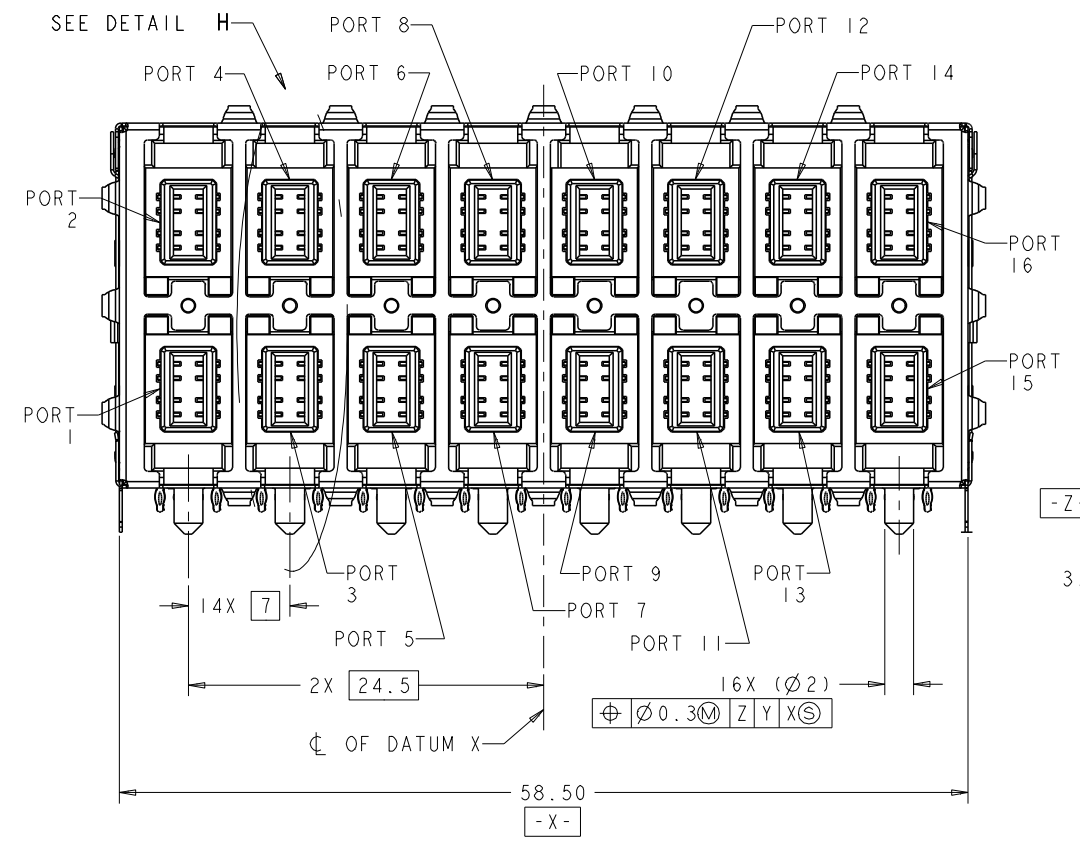 SEE DETAIL H
PORT 8
PORT 12
PORT 4
PORT 6
PORT 10
PORT 14
PORT
2
PORT
16
PORT
1
PORT
15
-Z-
PORT
3
PORT 9
PORT
13
3.
14X 7
PORT 7
PORT 5
PORT 11
2X 24.5
16X (Ø2)
⌖ Ø0.3Ⓜ Z Y XⓈ
℄ OF DATUM X
58.50
-X-